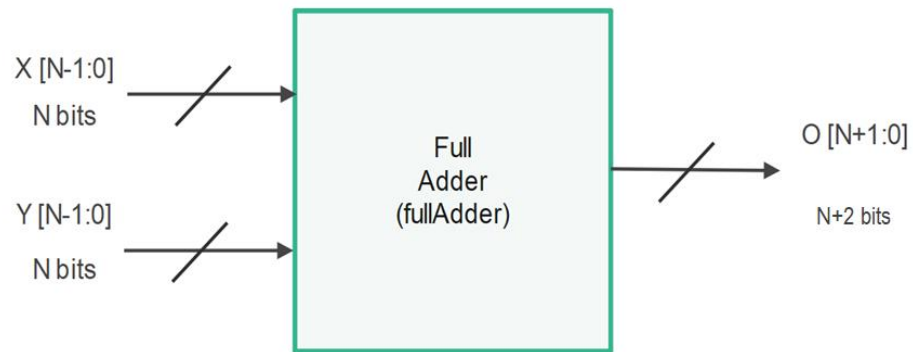 X [N-1:0]
N bits
Y [N-1:0]
N bits
Full
Adder
(fullAdder)
O [N+1:0]
N+2 bits